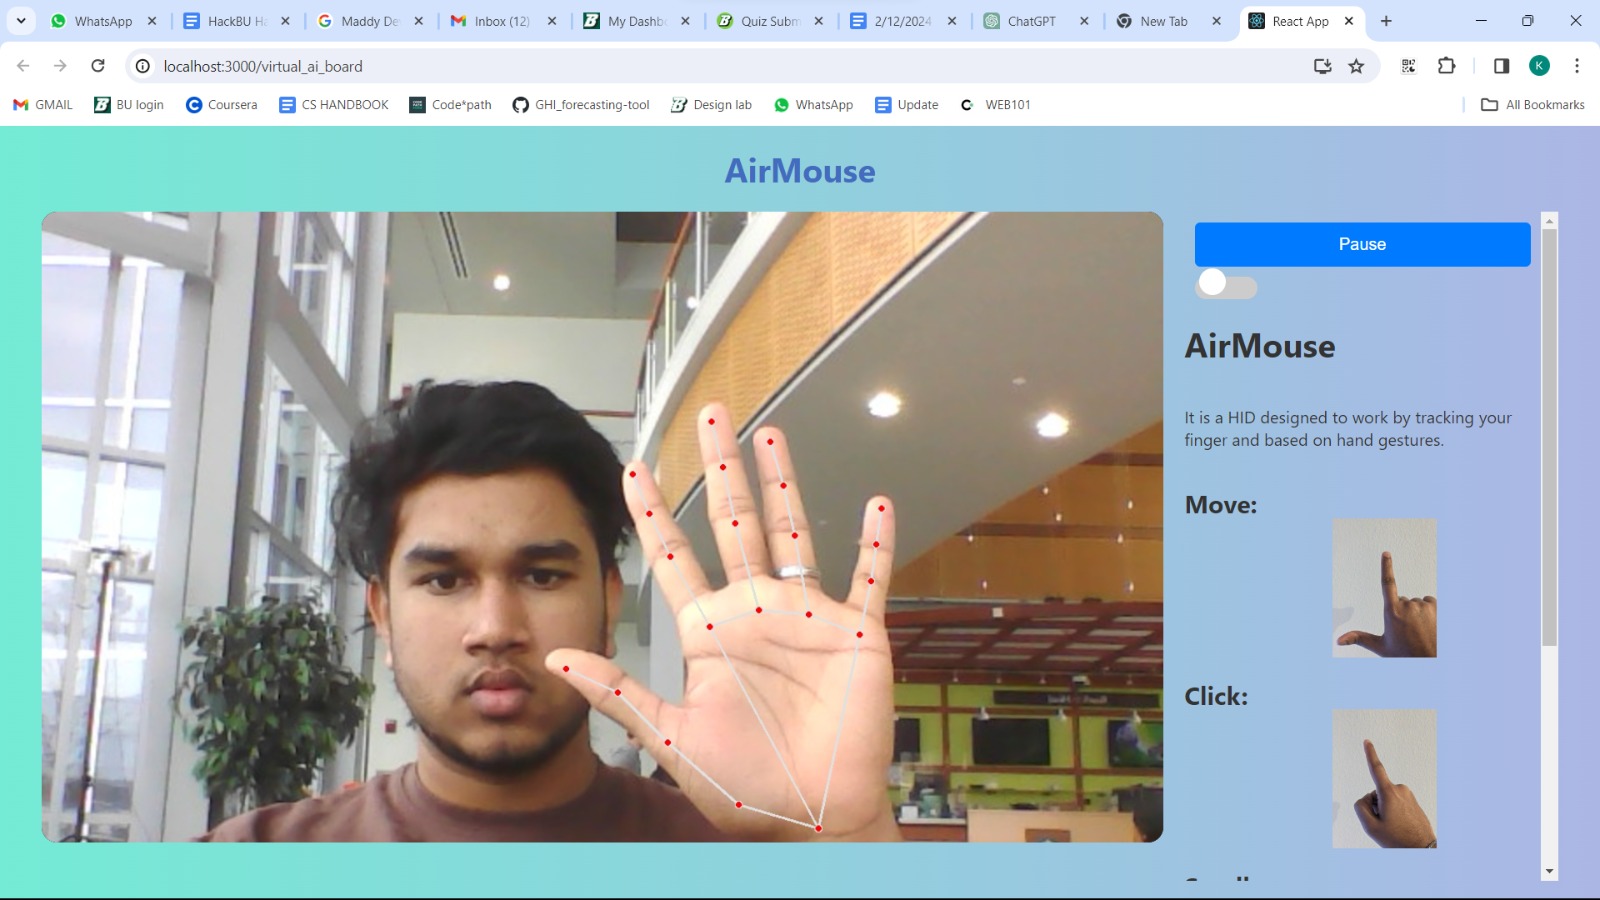 WhatsApp
HackBU Ha
Maddy De
Inbox (12)
My Dashb
Quiz Subm
2/12/2024
ChatGPT
New Tab
React App
localhost:3000/virtual_ai_board
K
GMAIL
BU login
Coursera
CS HANDBOOK
Code*path
GHI_forecasting-tool
Design lab
WhatsApp
Update
WEB101
All Bookmarks
AirMouse
Pause
AirMouse
It is a HID designed to work by tracking your
finger and based on hand gestures.
Move:
Click: